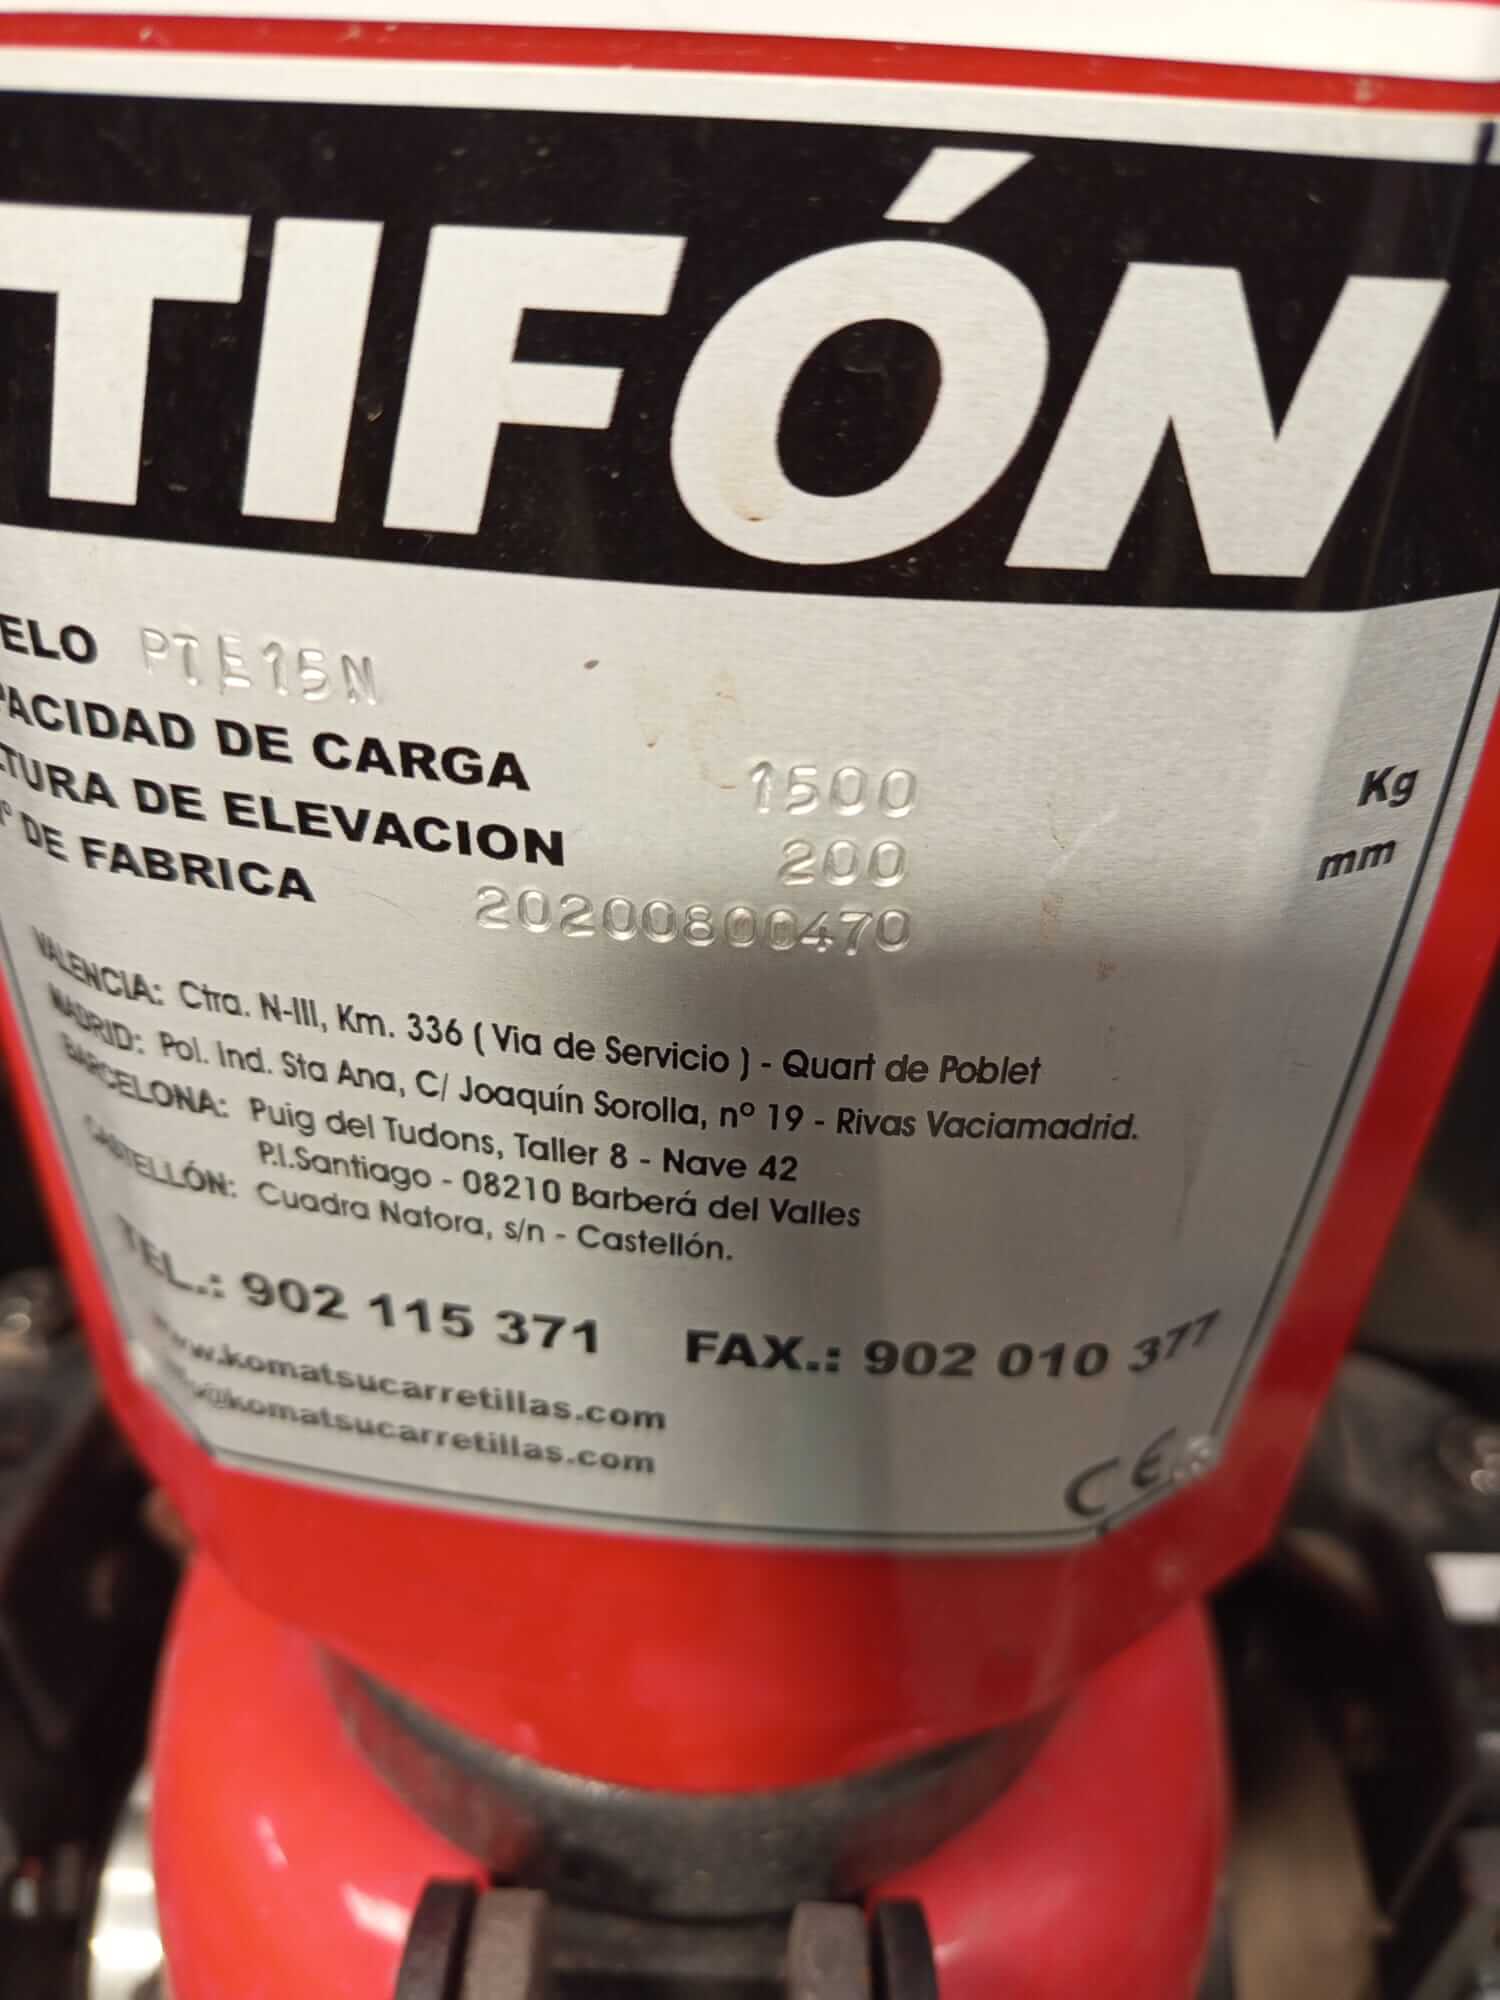 TIFÓN
ELO PTE15N
PACIDAD DE CARGA 1500 Kg
TURA DE ELEVACION 200 mm
Nº DE FABRICA 20200800470
VALENCIA: Ctra. N-III, Km. 336 ( Via de Servicio ) - Quart de Poblet
MADRID: Pol. Ind. Sta Ana, C/ Joaquín Sorolla, nº 19 - Rivas Vaciamadrid.
BARCELONA: Puig del Tudons, Taller 8 - Nave 42
P.I.Santiago - 08210 Barberá del Valles
CASTELLÓN: Cuadra Natora, s/n - Castellón.
TEL.: 902 115 371 FAX.: 902 010 377
www.komatsucarretillas.com
info@komatsucarretillas.com
CE